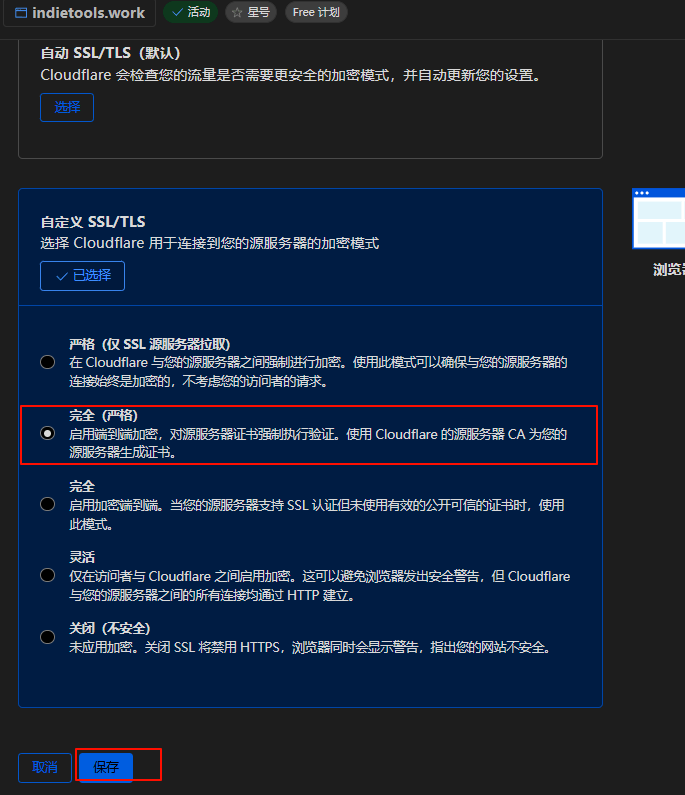 indietools.work 活动 星号 Free 计划
自动 SSL/TLS（默认）
Cloudflare 会检查您的流量是否需要更安全的加密模式，并自动更新您的设置。
选择
自定义 SSL/TLS
选择 Cloudflare 用于连接到您的源服务器的加密模式
已选择
浏览器
严格（仅 SSL 源服务器拉取）
在 Cloudflare 与您的源服务器之间强制进行加密。使用此模式可以确保与您的源服务器的
连接始终是加密的，不考虑您的访问者的请求。
完全（严格）
启用端到端加密，对源服务器证书强制执行验证。使用 Cloudflare 的源服务器 CA 为您的
源服务器生成证书。
完全
启用加密端到端。当您的源服务器支持 SSL 认证但未使用有效的公开可信的证书时，使用
此模式。
灵活
仅在访问者与 Cloudflare 之间启用加密。这可以避免浏览器发出安全警告，但 Cloudflare
与您的源服务器之间的所有连接均通过 HTTP 建立。
关闭（不安全）
未应用加密。关闭 SSL 将禁用 HTTPS，浏览器同时会显示警告，指出您的网站不安全。
取消 保存